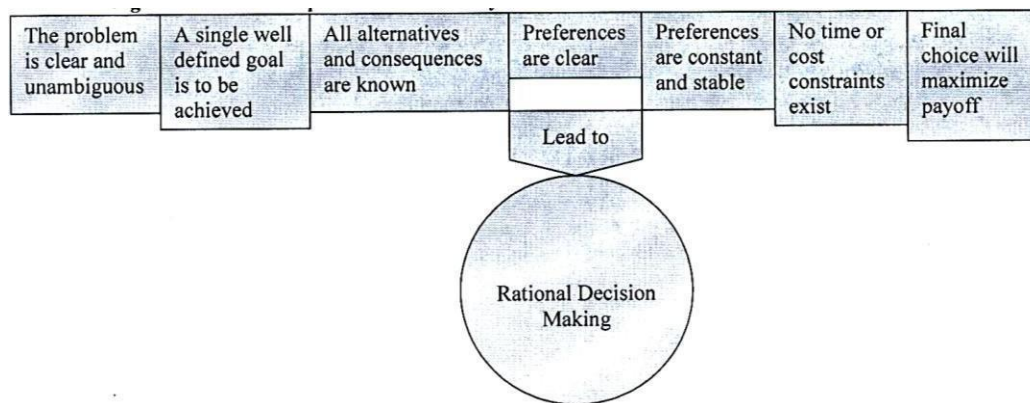 The problem
is clear and
unambiguous
A single well
defined goal
is to be
achieved
All alternatives
and consequences
are known
Preferences
are clear
Preferences
are constant
and stable
No time or
cost
constraints
exist
Final
choice will
maximize
payoff
Lead to
Rational Decision
Making